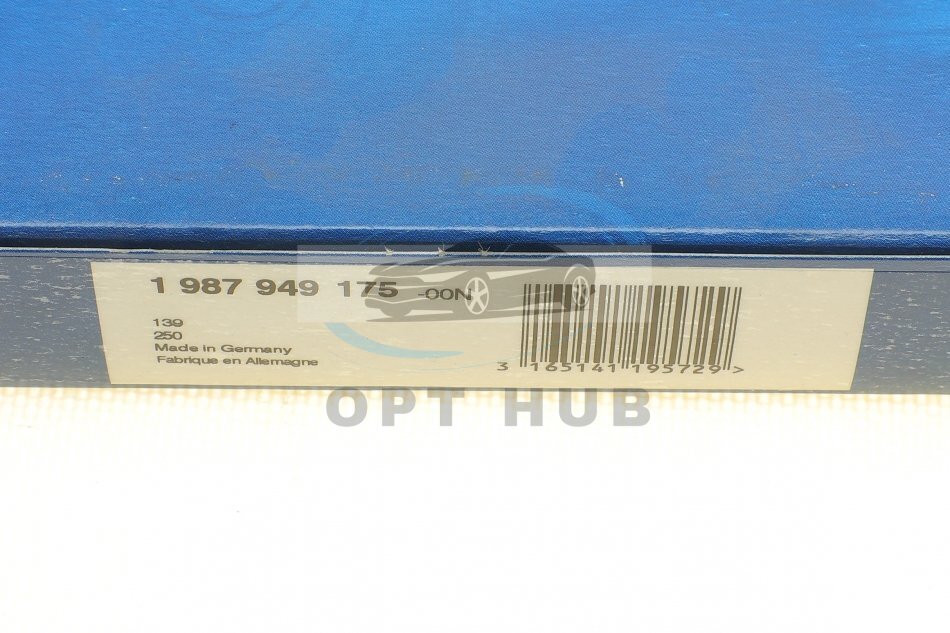 1 987 949 175 -00N
139
250
Made in Germany
Fabrique en Allemagne
3 165141 195729 >
OPT HUB